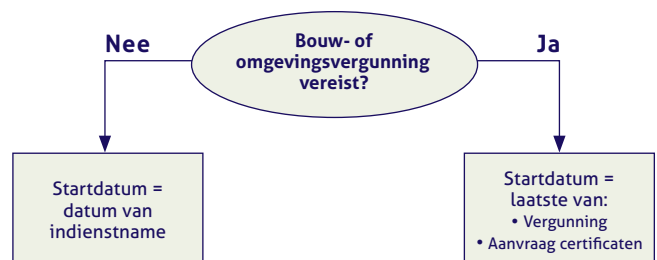 Nee
Bouw- of
omgevingsvergunning
vereist?
Ja
Startdatum =
datum van
indienstname
Startdatum =
laatste van:
• Vergunning
• Aanvraag certificaten